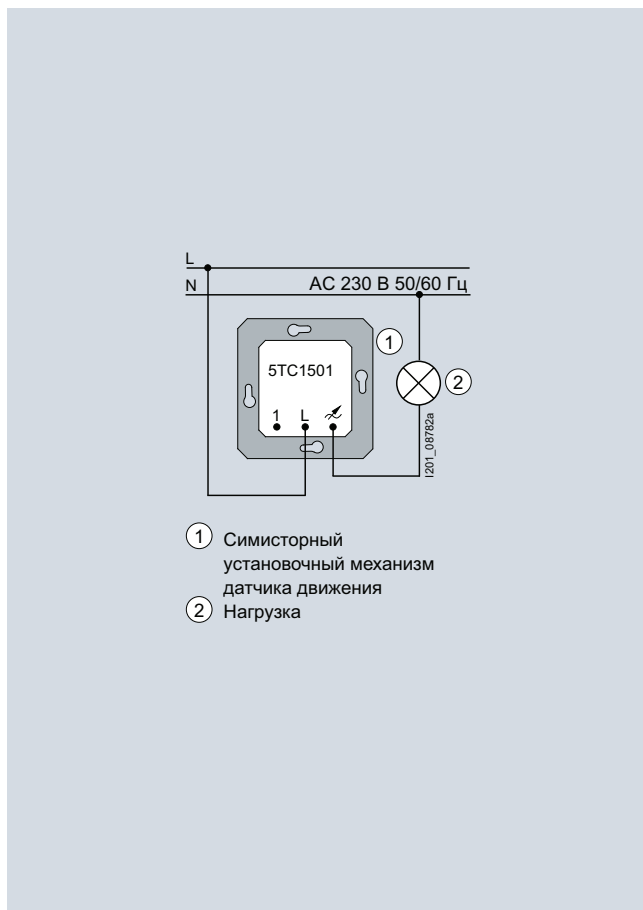 L
N AC 230 В 50/60 Гц
1
5TC1501
2
1 L
I201_08782a
1 Симисторный
установочный механизм
датчика движения
2 Нагрузка